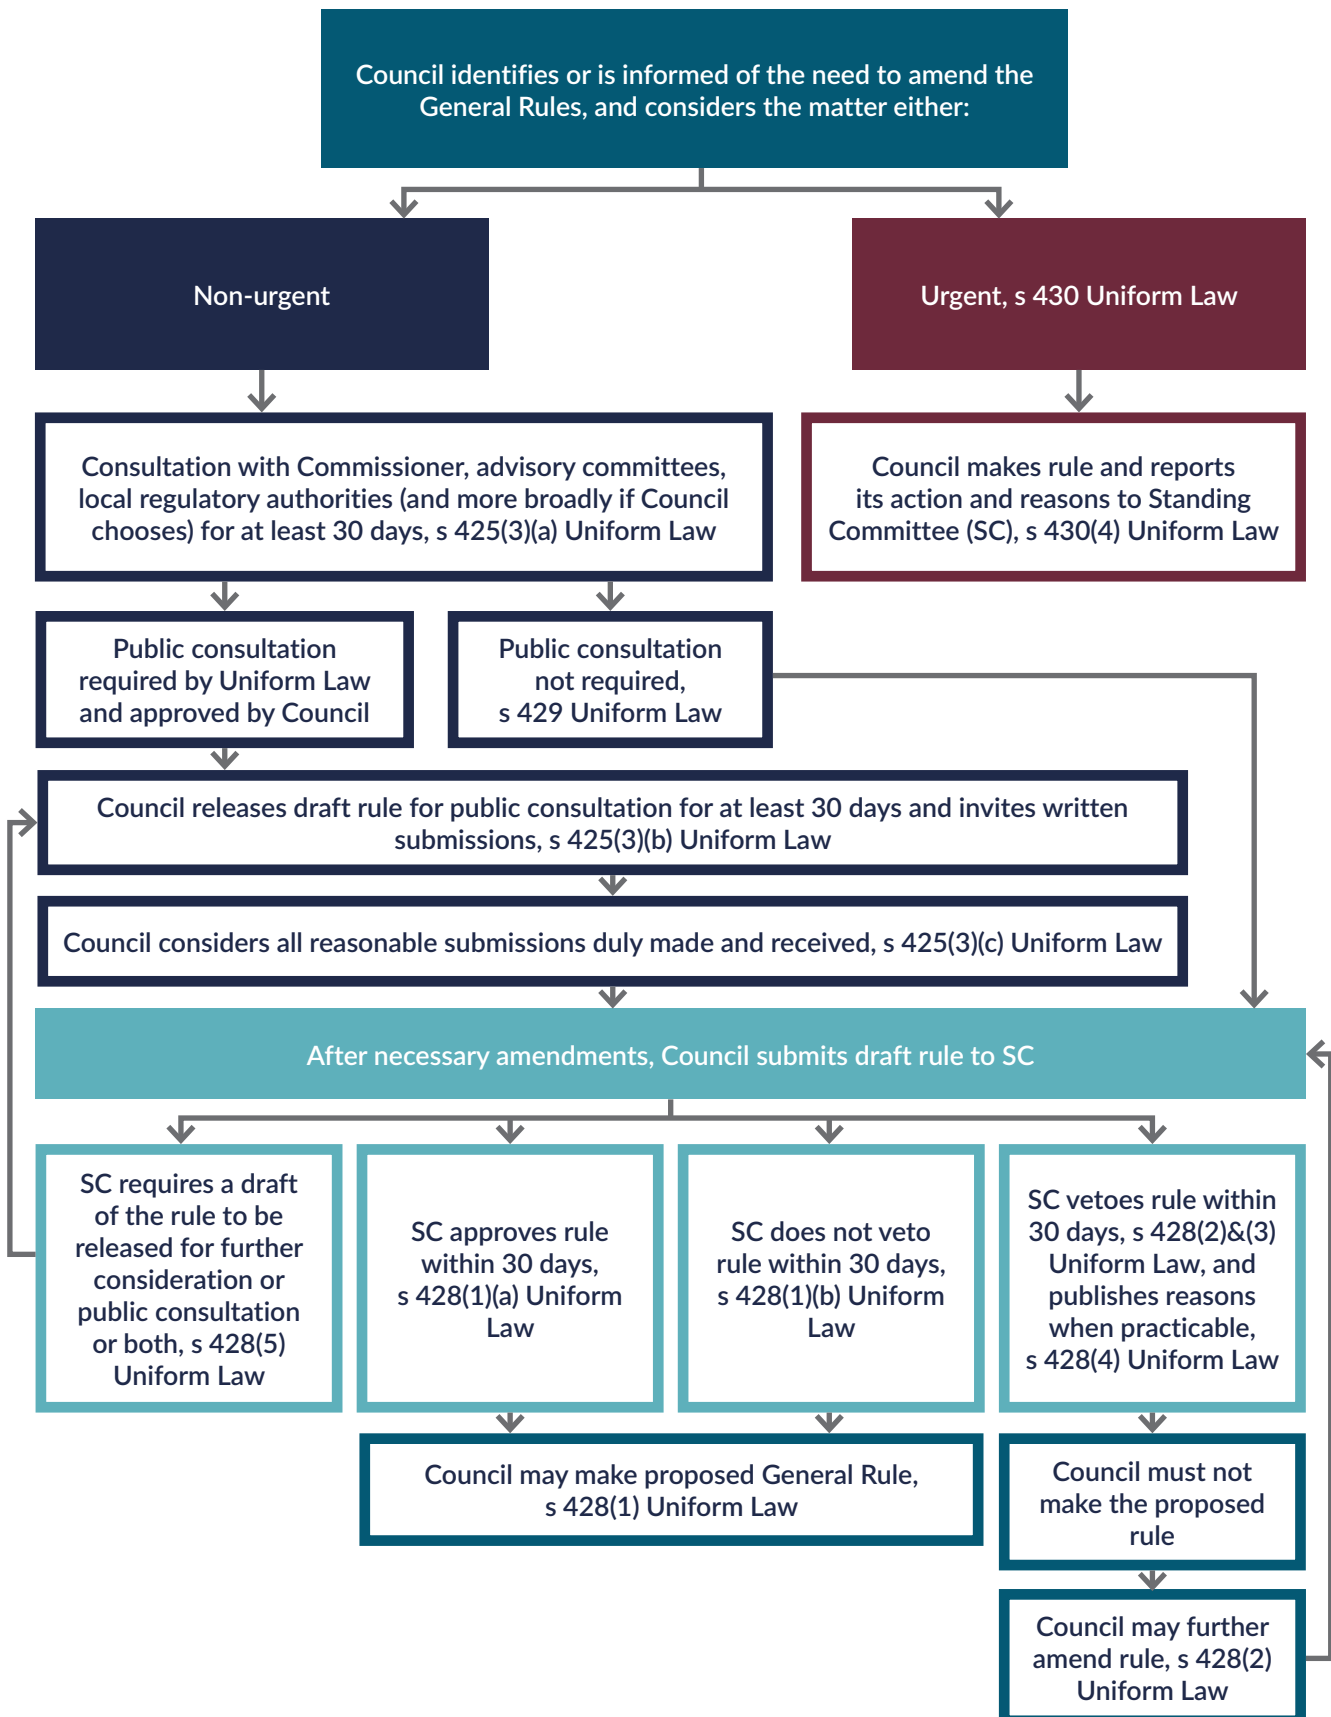 Council identifies or is informed of the need to amend the
General Rules, and considers the matter either:
Non-urgent
Urgent, s 430 Uniform Law
Consultation with Commissioner, advisory committees,
local regulatory authorities (and more broadly if Council
chooses) for at least 30 days, s 425(3)(a) Uniform Law
Council makes rule and reports
its action and reasons to Standing
Committee (SC), s 430(4) Uniform Law
Public consultation
required by Uniform Law
and approved by Council
Public consultation
not required,
s 429 Uniform Law
Council releases draft rule for public consultation for at least 30 days and invites written
submissions, s 425(3)(b) Uniform Law
Council considers all reasonable submissions duly made and received, s 425(3)(c) Uniform Law
After necessary amendments, Council submits draft rule to SC
SC requires a draft
of the rule to be
released for further
consideration or
public consultation
or both, s 428(5)
Uniform Law
SC approves rule
within 30 days,
s 428(1)(a) Uniform
Law
SC does not veto
rule within 30 days,
s 428(1)(b) Uniform
Law
SC vetoes rule within
30 days, s 428(2)&(3)
Uniform Law, and
publishes reasons
when practicable,
s 428(4) Uniform Law
Council may make proposed General Rule,
s 428(1) Uniform Law
Council must not
make the proposed
rule
Council may further
amend rule, s 428(2)
Uniform Law